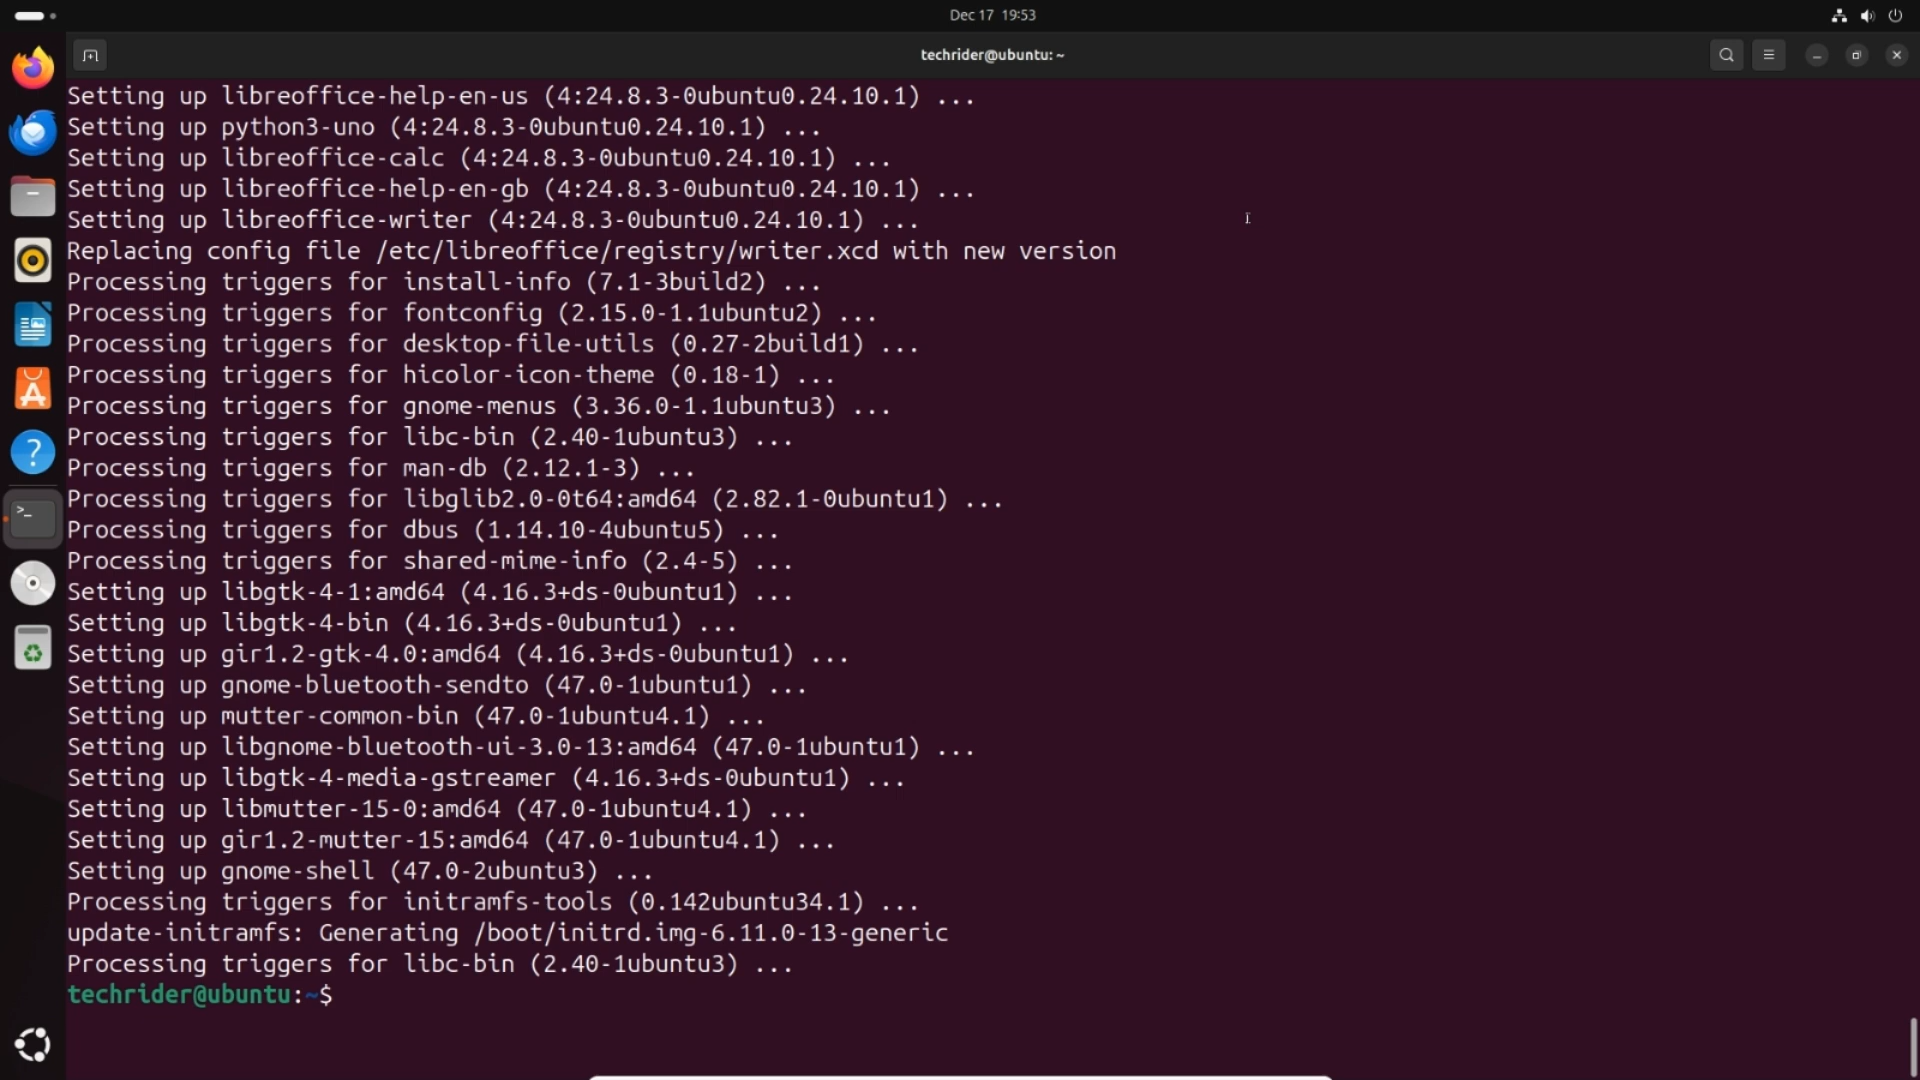 Dec 17 19:53
techrider@ubuntu: ~
Setting up libreoffice-help-en-us (4:24.8.3-0ubuntu0.24.10.1) ...
Setting up python3-uno (4:24.8.3-0ubuntu0.24.10.1) ...
Setting up libreoffice-calc (4:24.8.3-0ubuntu0.24.10.1) ...
Setting up libreoffice-help-en-gb (4:24.8.3-0ubuntu0.24.10.1) ...
Setting up libreoffice-writer (4:24.8.3-0ubuntu0.24.10.1) ...
Replacing config file /etc/libreoffice/registry/writer.xcd with new version
Processing triggers for install-info (7.1-3build2) ...
Processing triggers for fontconfig (2.15.0-1.1ubuntu2) ...
Processing triggers for desktop-file-utils (0.27-2build1) ...
Processing triggers for hicolor-icon-theme (0.18-1) ...
Processing triggers for gnome-menus (3.36.0-1.1ubuntu3) ...
Processing triggers for libc-bin (2.40-1ubuntu3) ...
Processing triggers for man-db (2.12.1-3) ...
Processing triggers for libglib2.0-0t64:amd64 (2.82.1-0ubuntu1) ...
Processing triggers for dbus (1.14.10-4ubuntu5) ...
Processing triggers for shared-mime-info (2.4-5) ...
Setting up libgtk-4-1:amd64 (4.16.3+ds-0ubuntu1) ...
Setting up libgtk-4-bin (4.16.3+ds-0ubuntu1) ...
Setting up gir1.2-gtk-4.0:amd64 (4.16.3+ds-0ubuntu1) ...
Setting up gnome-bluetooth-sendto (47.0-1ubuntu1) ...
Setting up mutter-common-bin (47.0-1ubuntu4.1) ...
Setting up libgnome-bluetooth-ui-3.0-13:amd64 (47.0-1ubuntu1) ...
Setting up libgtk-4-media-gstreamer (4.16.3+ds-0ubuntu1) ...
Setting up libmutter-15-0:amd64 (47.0-1ubuntu4.1) ...
Setting up gir1.2-mutter-15:amd64 (47.0-1ubuntu4.1) ...
Setting up gnome-shell (47.0-2ubuntu3) ...
Processing triggers for initramfs-tools (0.142ubuntu34.1) ...
update-initramfs: Generating /boot/initrd.img-6.11.0-13-generic
Processing triggers for libc-bin (2.40-1ubuntu3) ...
techrider@ubuntu:~$